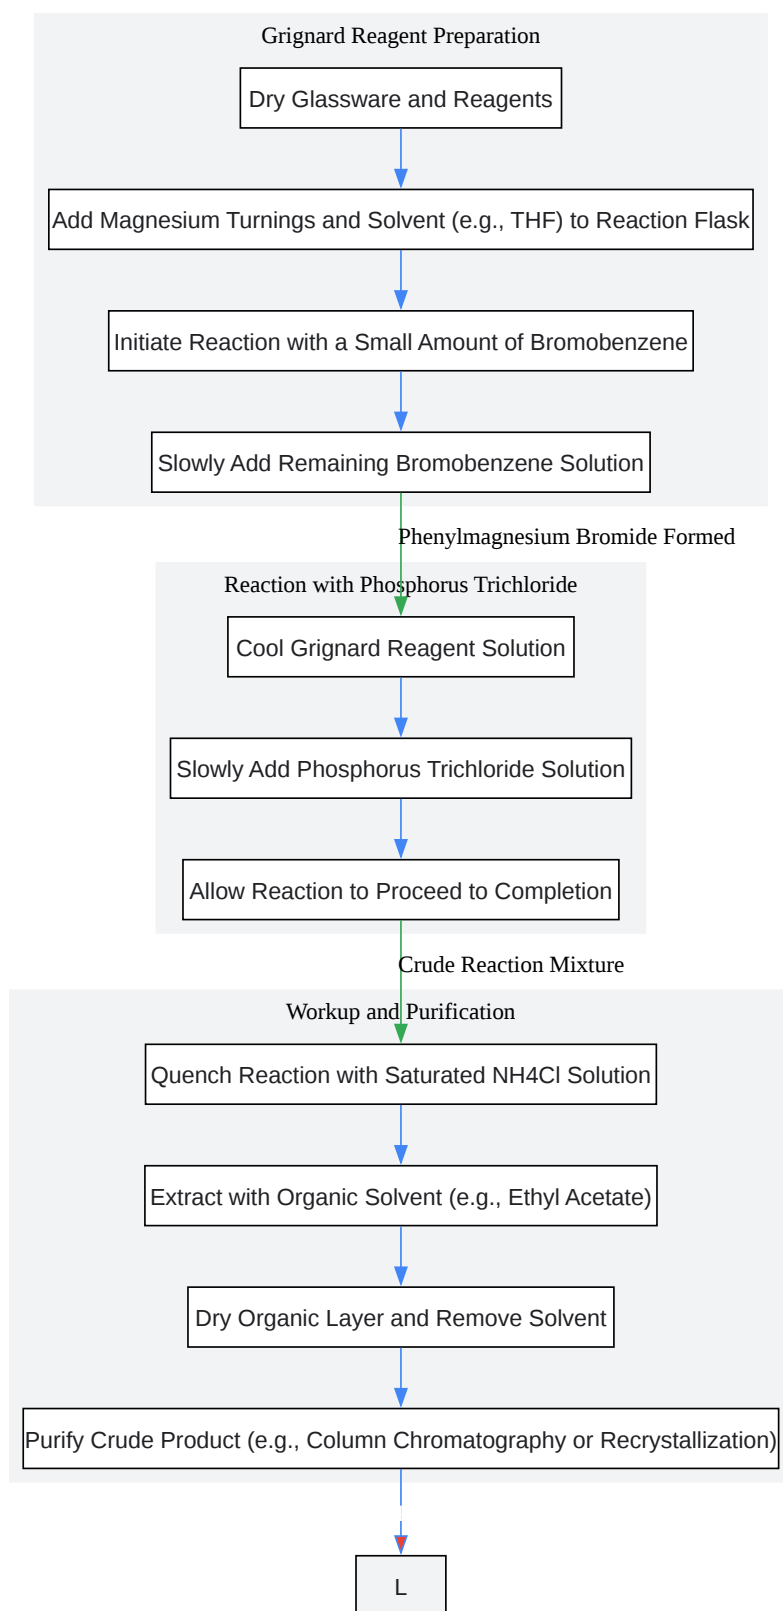 Grignard Reagent Preparation
Dry Glassware and Reagents
Add Magnesium Turnings and Solvent (e.g., THF) to Reaction Flask
Initiate Reaction with a Small Amount of Bromobenzene
Slowly Add Remaining Bromobenzene Solution
Phenylmagnesium Bromide Formed
Reaction with Phosphorus Trichloride
Cool Grignard Reagent Solution
Slowly Add Phosphorus Trichloride Solution
Allow Reaction to Proceed to Completion
Crude Reaction Mixture
Workup and Purification
Quench Reaction with Saturated NH4Cl Solution
Extract with Organic Solvent (e.g., Ethyl Acetate)
Dry Organic Layer and Remove Solvent
Purify Crude Product (e.g., Column Chromatography or Recrystallization)
L